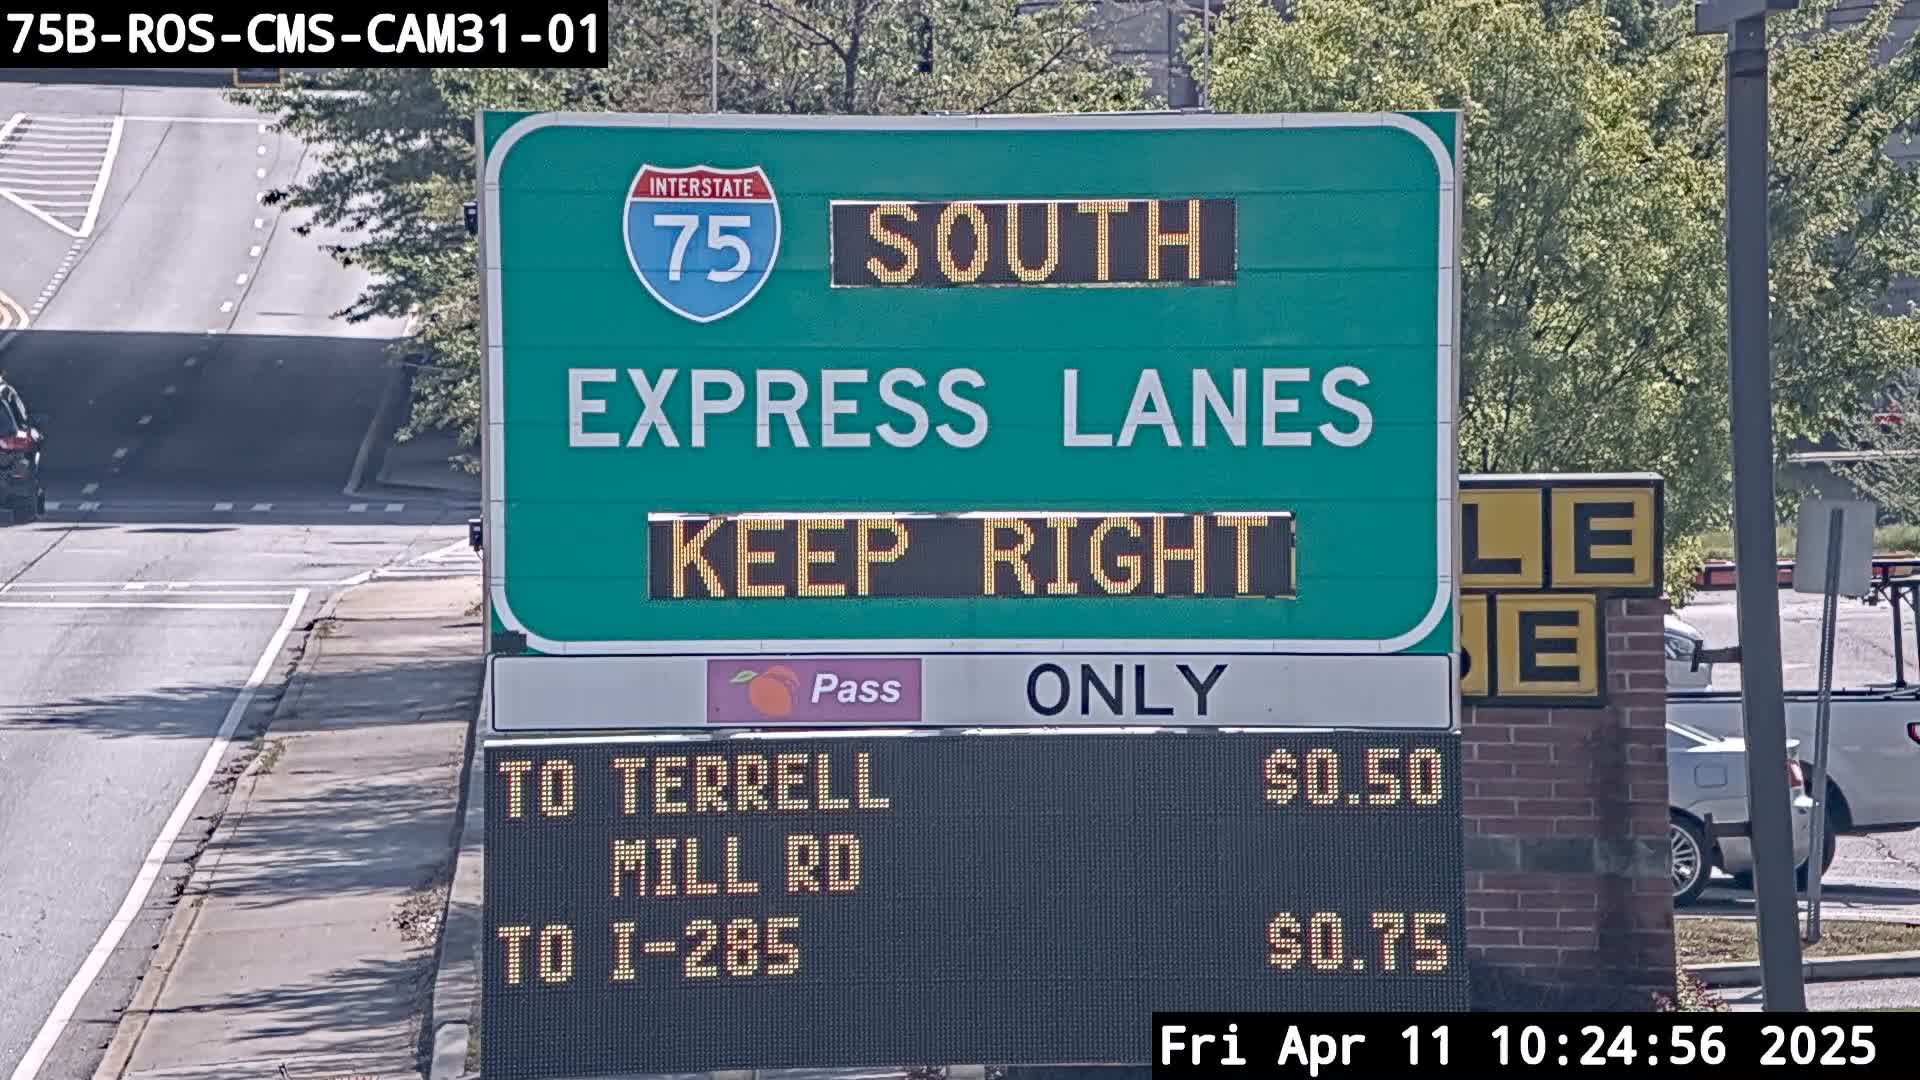 75B-ROS-CMS-CAM31-01
INTERSTATE
75
SOUTH
EXPRESS LANES
KEEP RIGHT
Pass ONLY
TO TERRELL $0.50
MILL RD
TO I-285 $0.75
LE
E
Fri Apr 11 10:24:56 2025